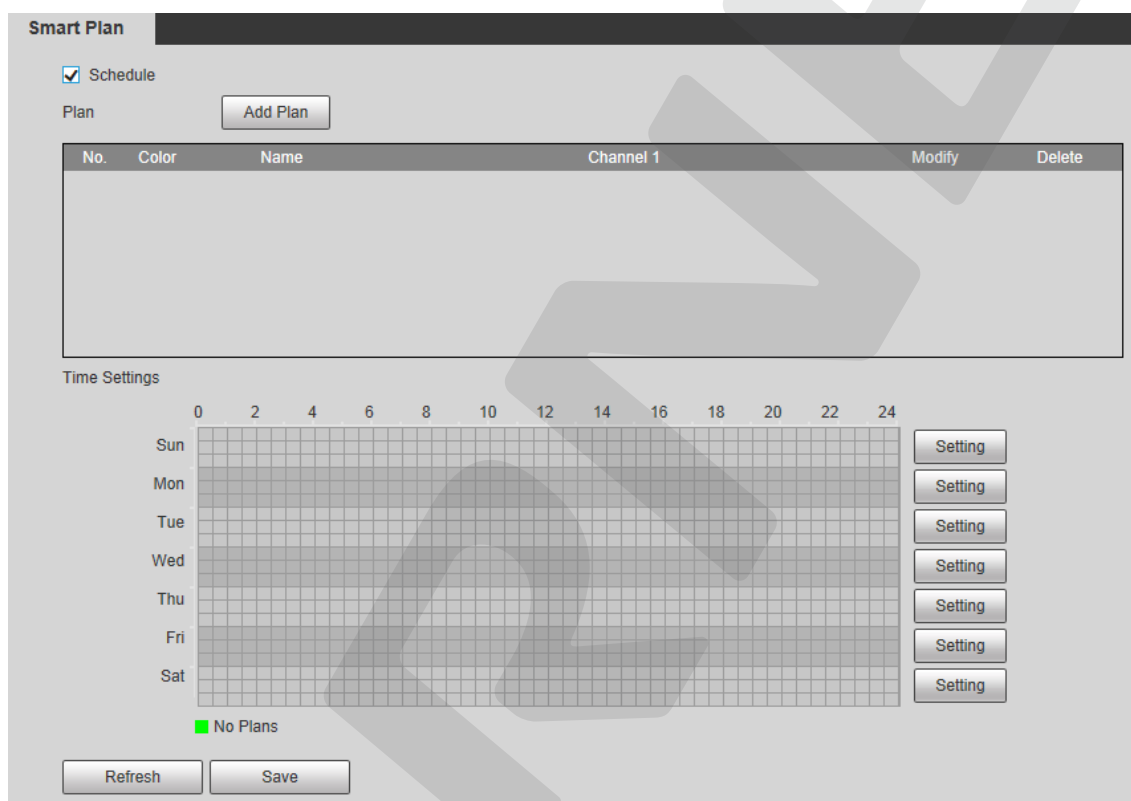 Smart Plan
Schedule
Plan Add Plan
No. Color Name Channel 1 Modify Delete
Time Settings
0 2 4 6 8 10 12 14 16 18 20 22 24
Sun Setting
Mon Setting
Tue Setting
Wed Setting
Thu Setting
Fri Setting
Sat Setting
No Plans
Refresh Save